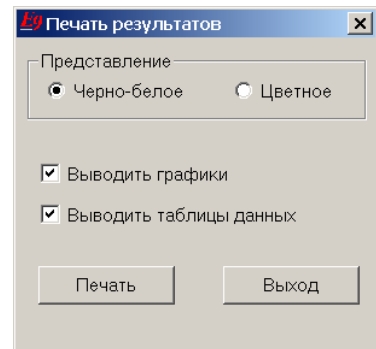 Eg Печать результатов
Представление
Черно-белое Цветное
Выводить графики
Выводить таблицы данных
Печать Выход